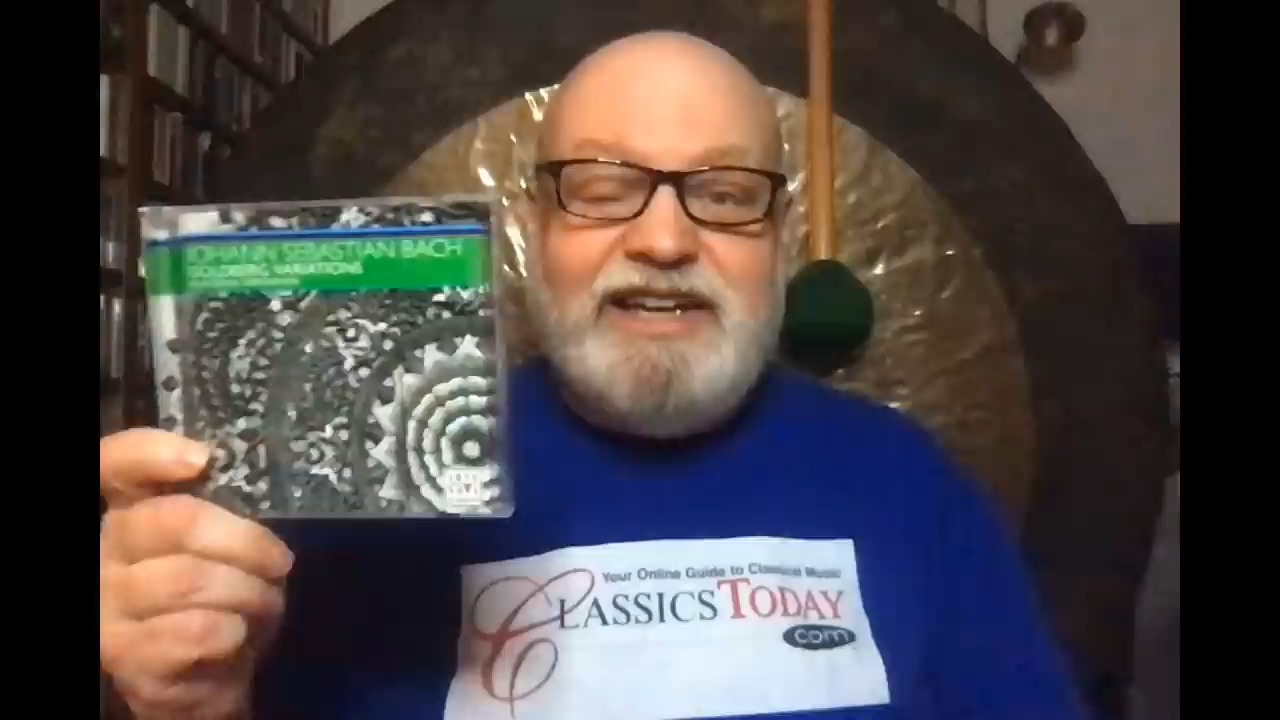 JOHANN SEBASTIAN BACH
GOLDBERG VARIATIONS
Your Online Guide to Classical Music
CLASSICSTODAY
com